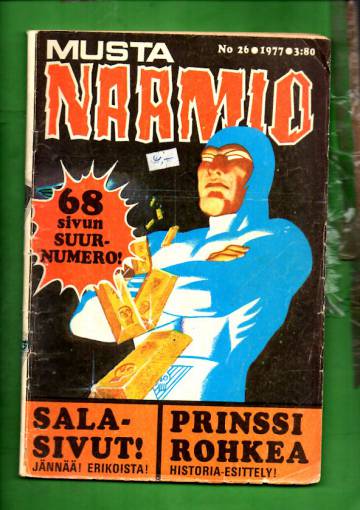 MUSTA
No 26 • 1977 • 3:80
NAAMIO
68
sivun
SUUR-
NUMERO!
SALA-
SIVUT!
JÄNNÄÄ! ERIKOISTA!
PRINSSI
ROHKEA
HISTORIA-ESITTELY!